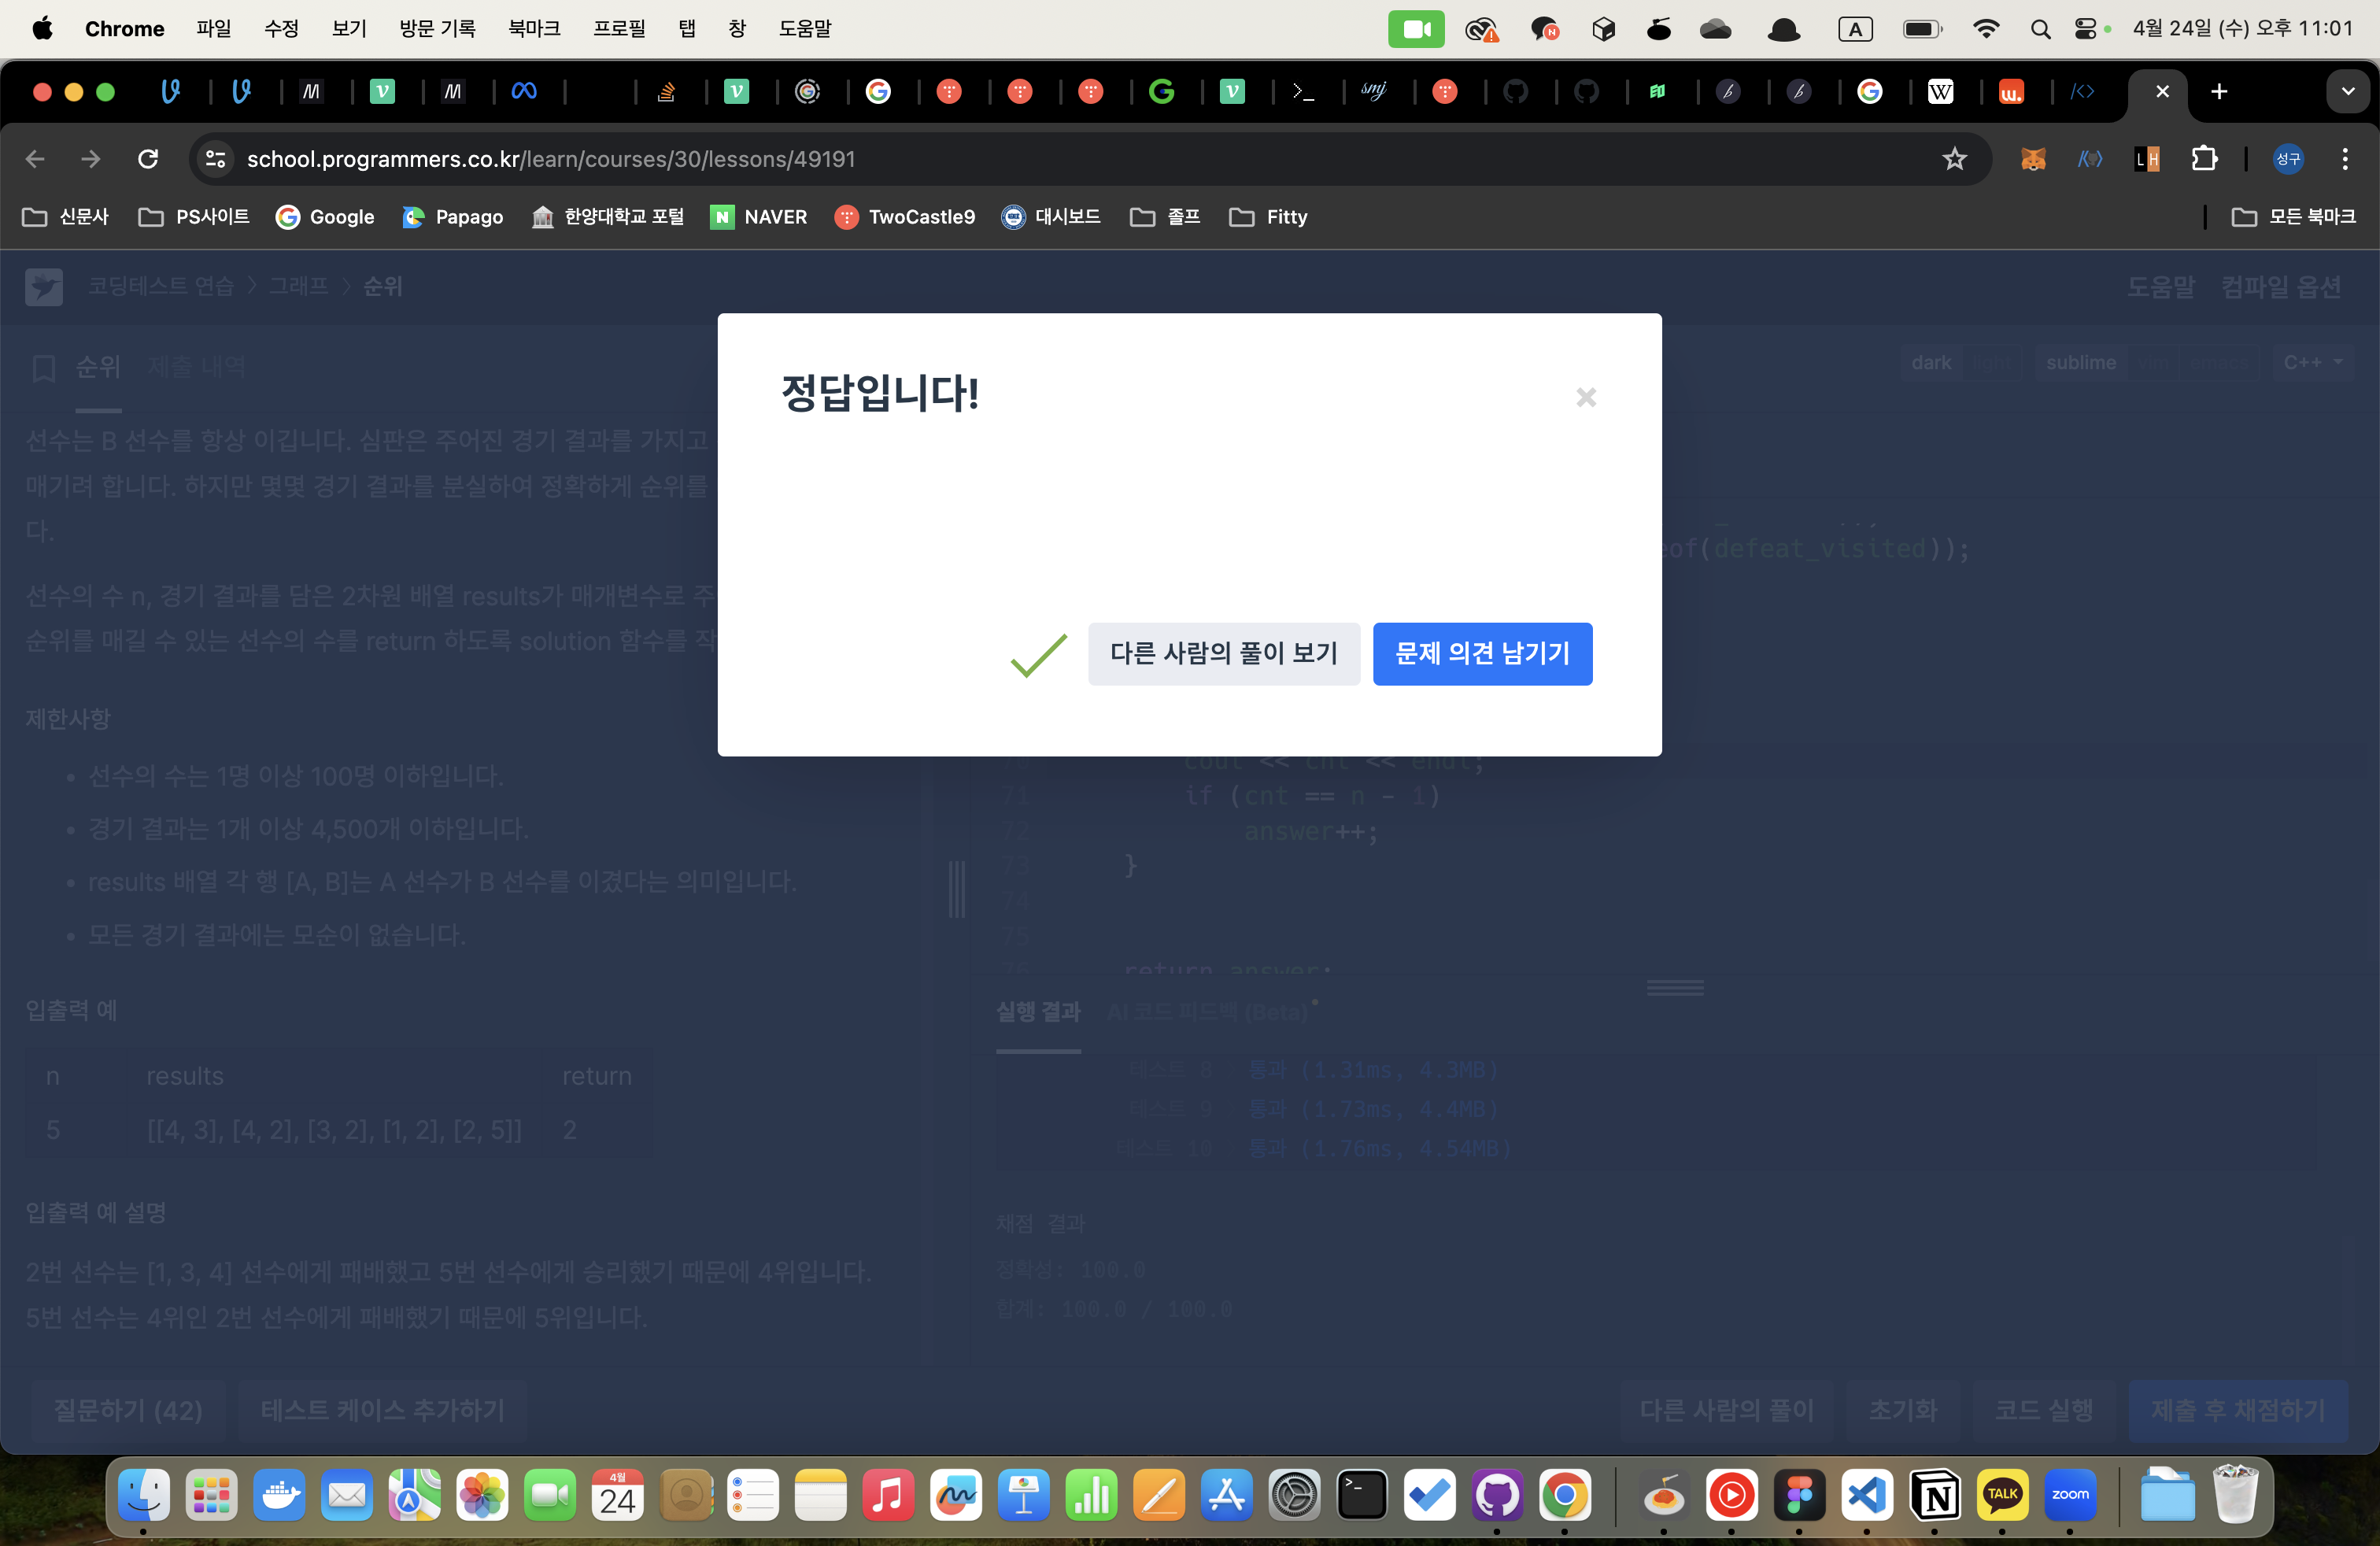 Chrome 파일 수정 보기 방문 기록 북마크 프로필 탭 창 도움말 A 4월 24일 (수) 오후 11:01
school.programmers.co.kr/learn/courses/30/lessons/49191 성구
신문사 PS사이트 Google Papago 한양대학교 포털 NAVER TwoCastle9 대시보드 졸프 Fitty 모든 북마크
코딩테스트 연습 그래프 순위 도움말 컴파일 옵션
순위 제출 내역 dark light sublime vim emacs C++
정답입니다!
다른 사람의 풀이 보기 문제 의견 남기기
선수는 B 선수를 항상 이깁니다. 심판은 주어진 경기 결과를 가지고
매기려 합니다. 하지만 몇몇 경기 결과를 분실하여 정확하게 순위를
다.
선수의 수 n, 경기 결과를 담은 2차원 배열 results가 매개변수로
순위를 매길 수 있는 선수의 수를 return 하도록 solution 함수를
제한사항
선수의 수는 1명 이상 100명 이하입니다.
경기 결과는 1개 이상 4,500개 이하입니다.
results 배열 각 행 [A, B]는 A 선수가 B 선수를 이겼다는 의미입니다.
모든 경기 결과에는 모순이 없습니다.
입출력 예
n results return
5 [[4, 3], [4, 2], [3, 2], [1, 2], [2, 5]] 2
입출력 예 설명
2번 선수는 [1, 3, 4] 선수에게 패배했고 5번 선수에게 승리했기 때문에 4위입니다.
5번 선수는 4위인 2번 선수에게 패배했기 때문에 5위입니다.
질문하기 (42) 테스트 케이스 추가하기
eof(defeat_visited));
cout << cnt << endl;
71 if (cnt == n - 1)
72 answer++;
73 }
74
75
76 return answer;
실행 결과 AI 코드 피드백 (Beta)
테스트 8 통과 (1.31ms, 4.3MB)
테스트 9 통과 (1.73ms, 4.4MB)
테스트 10 통과 (1.76ms, 4.54MB)
채점 결과
정확성: 100.0
합계: 100.0 / 100.0
다른 사람의 풀이 초기화 코드 실행 제출 후 채점하기
4월
24
TALK
zoom